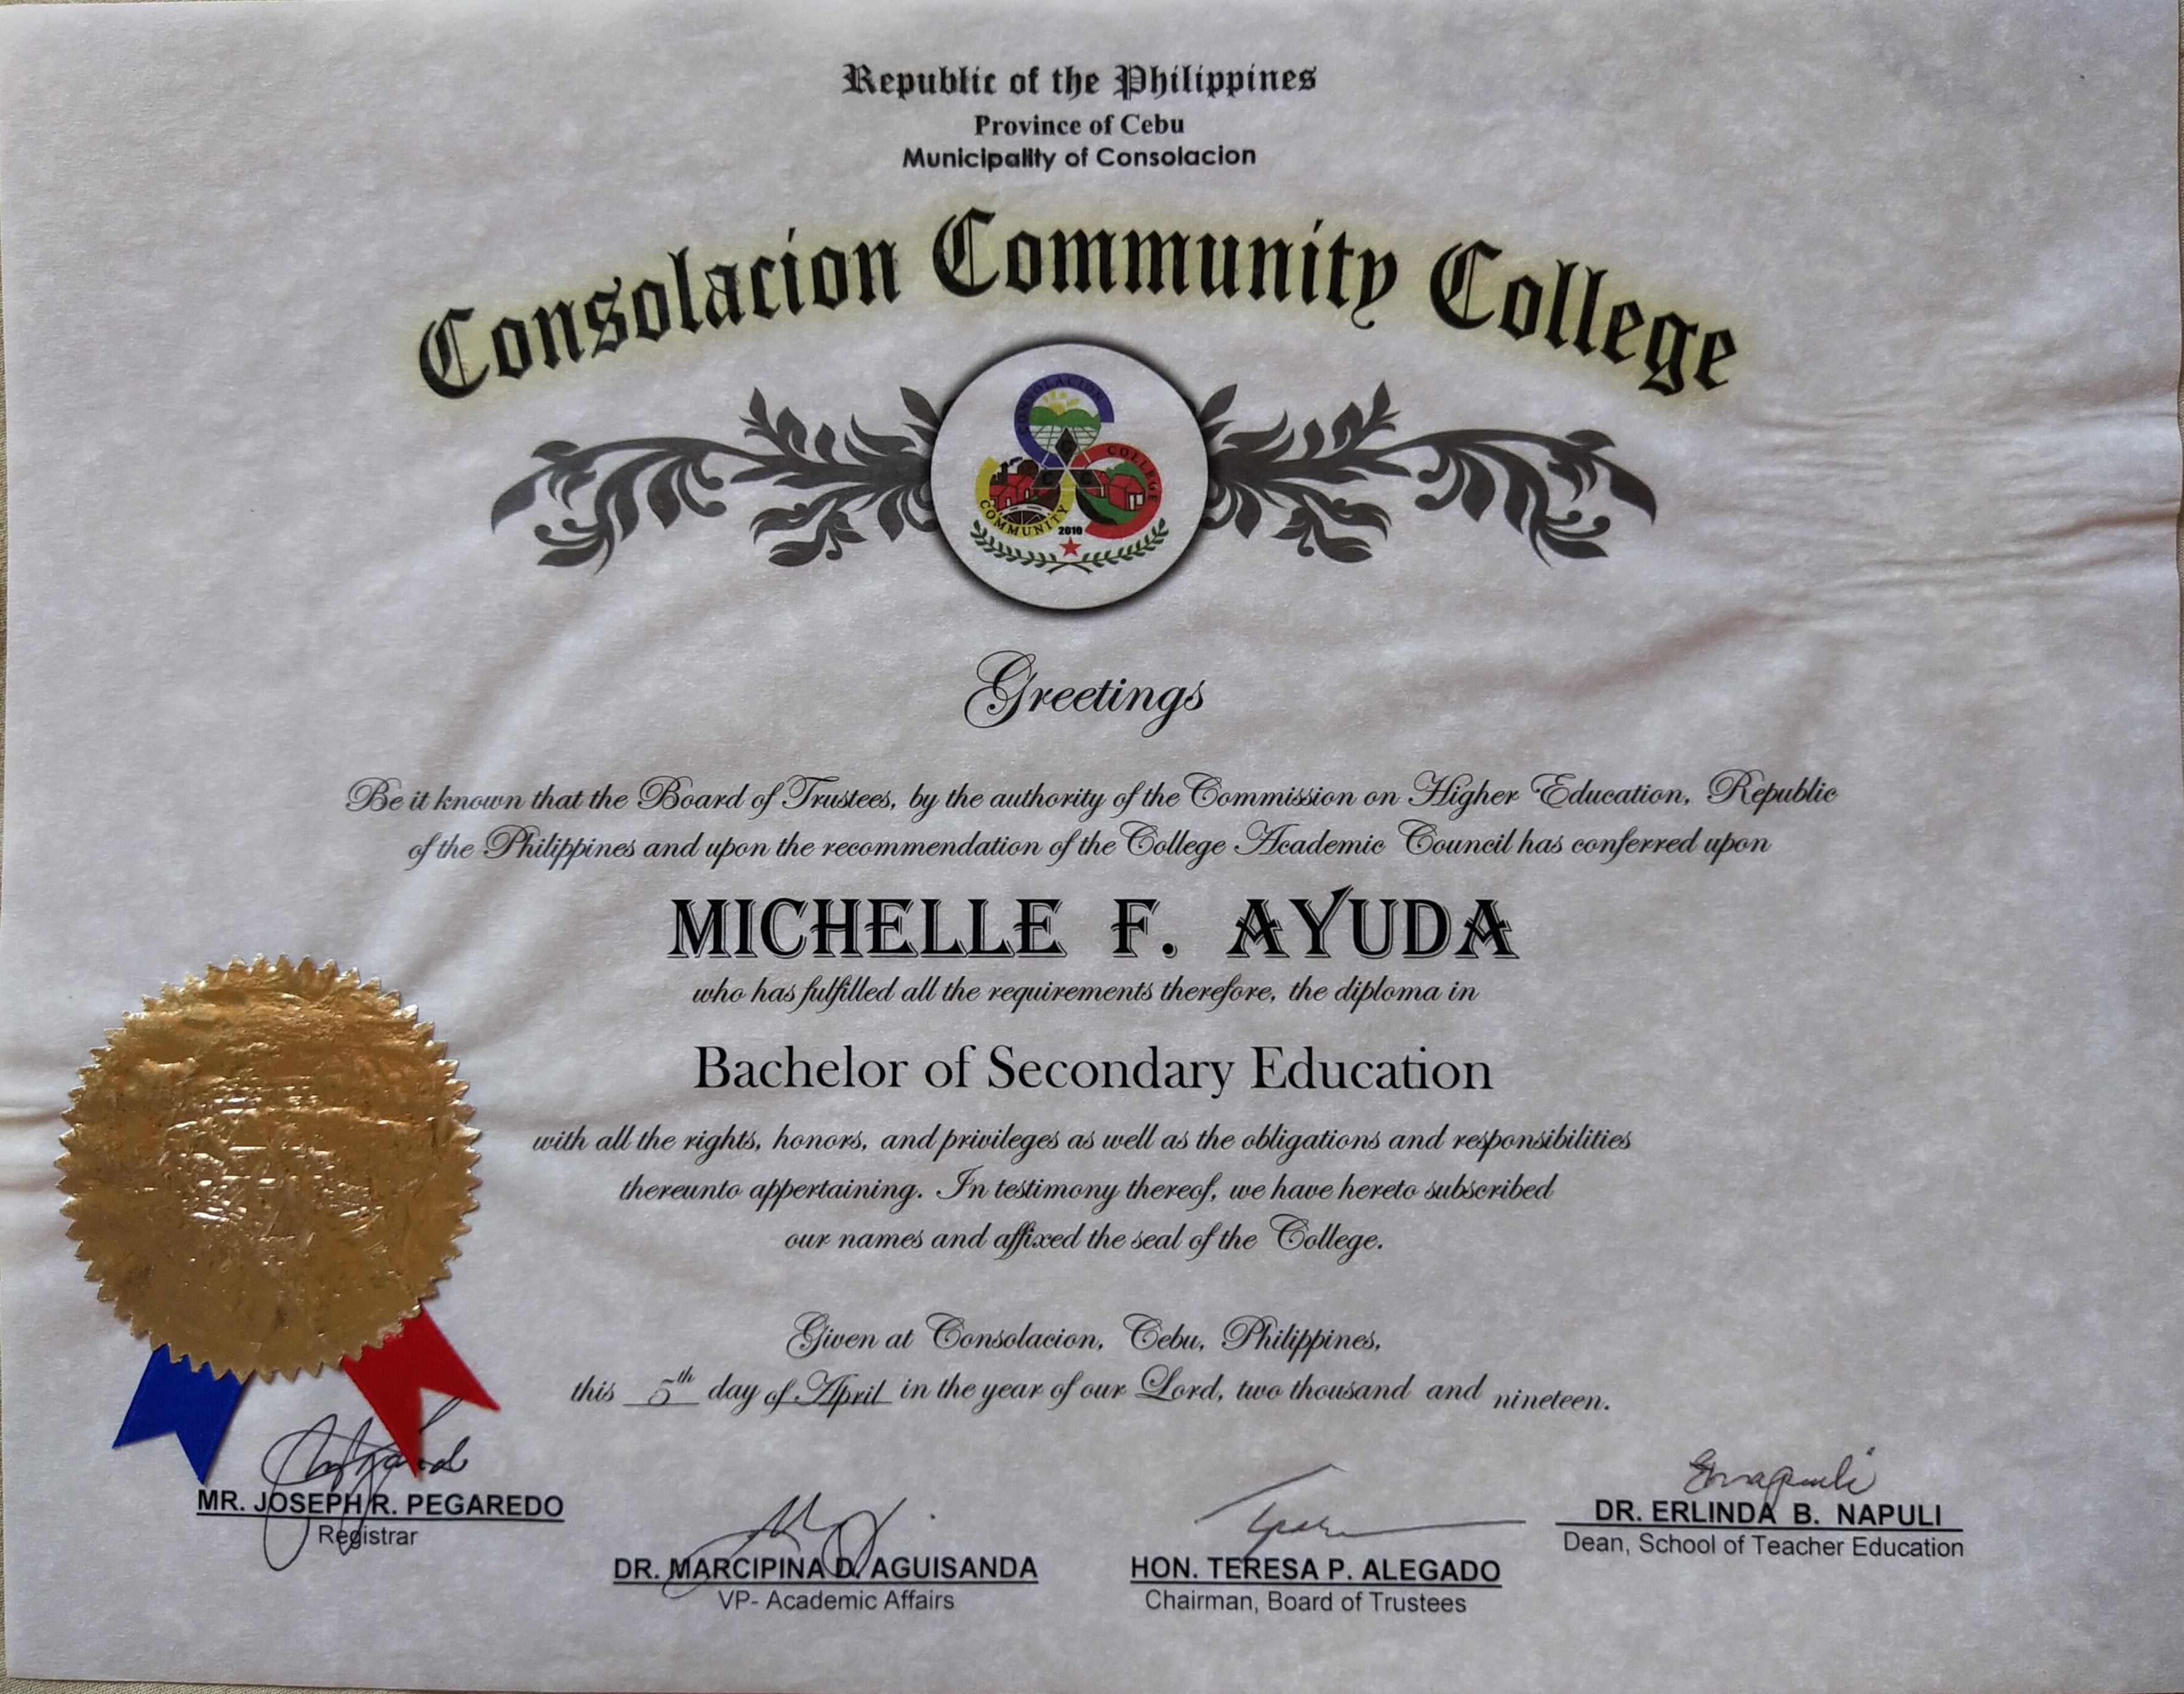 Republic of the Philippines
Province of Cebu
Municipality of Consolacion
Consolacion Community College
CONSOLACION
COMMUNITY
COLLEGE
C
C C
2010
Greetings
Be it known that the Board of Trustees, by the authority of the Commission on Higher Education, Republic
of the Philippines and upon the recommendation of the College Academic Council has conferred upon
MICHELLE F. AYUDA
who has fulfilled all the requirements therefore, the diploma in
Bachelor of Secondary Education
with all the rights, honors, and privileges as well as the obligations and responsibilities
thereunto appertaining. In testimony thereof, we have hereto subscribed
our names and affixed the seal of the College.
Given at Consolacion, Cebu, Philippines,
this 5th day of April in the year of our Lord, two thousand and nineteen.
MR. JOSEPH R. PEGAREDO
Registrar
DR. MARCIPINA D. AGUISANDA
VP- Academic Affairs
HON. TERESA P. ALEGADO
Chairman, Board of Trustees
DR. ERLINDA B. NAPULI
Dean, School of Teacher Education